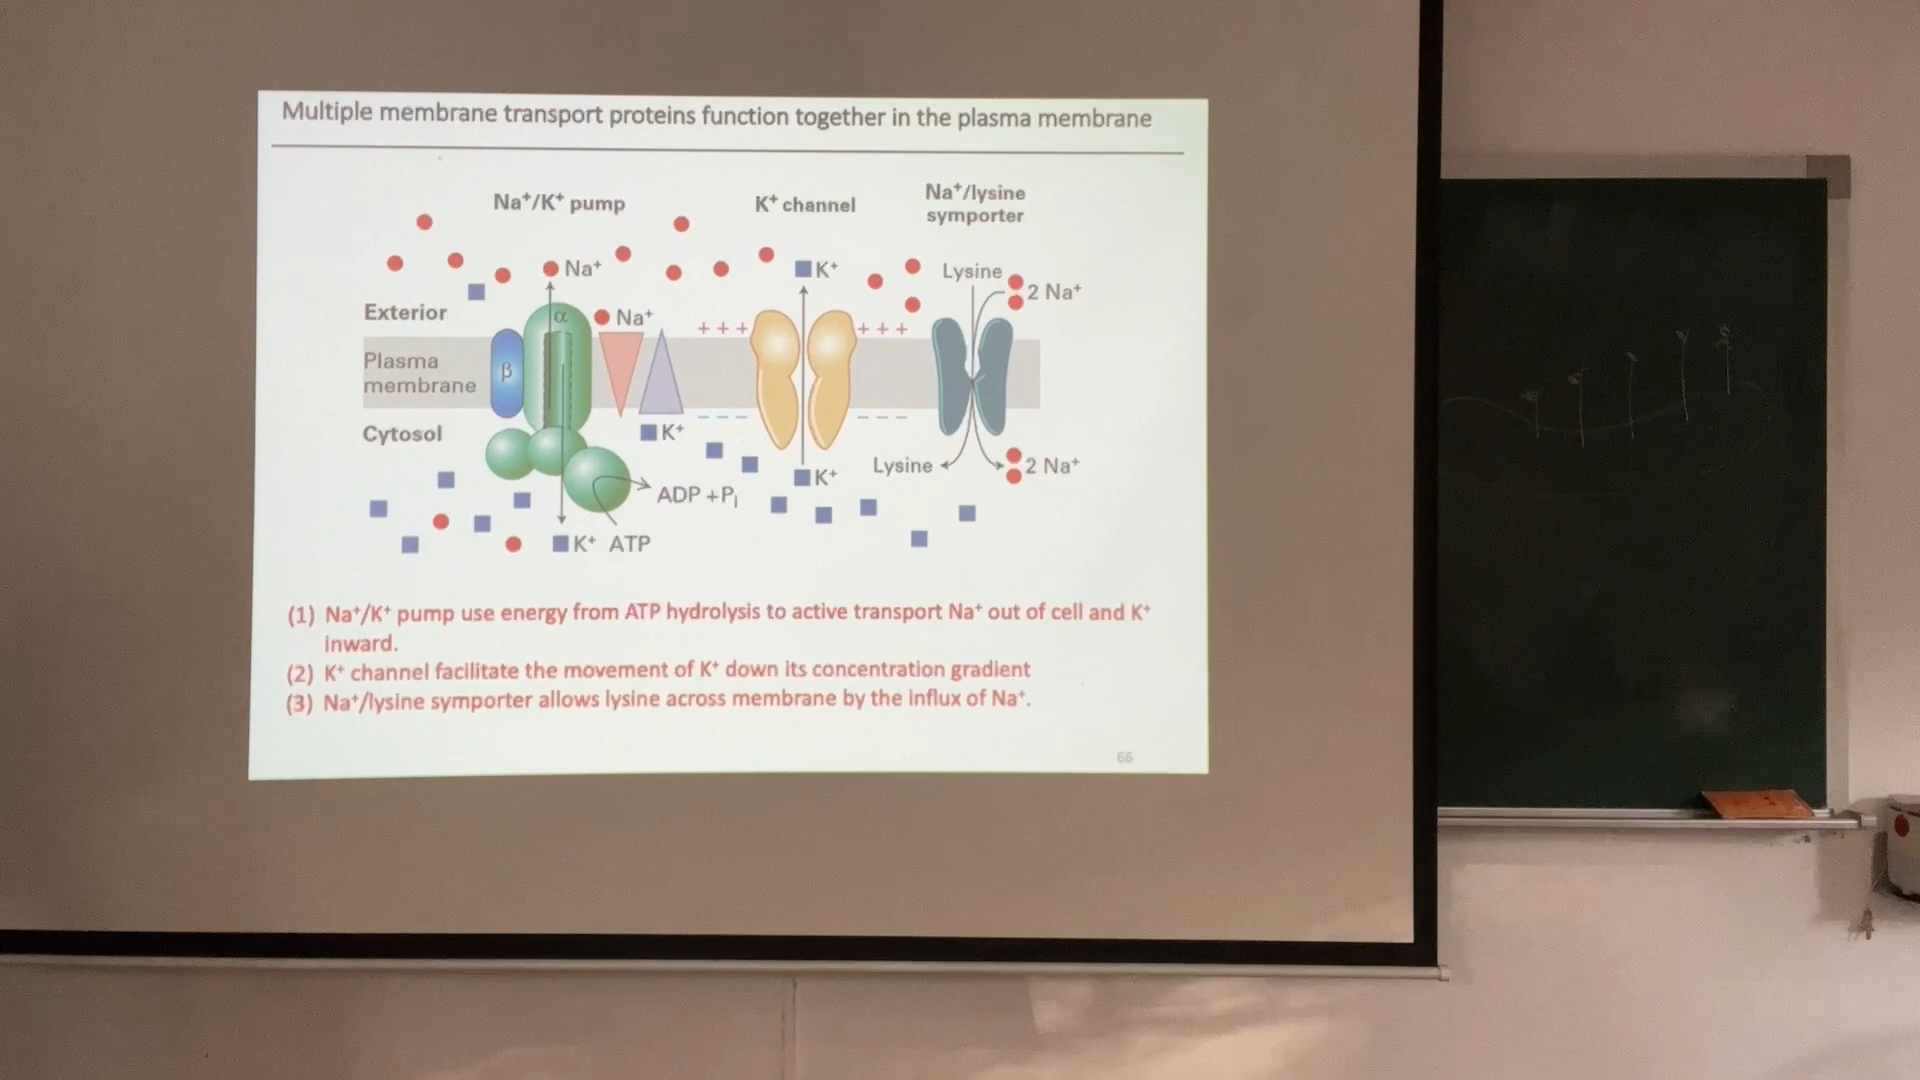 Multiple membrane transport proteins function together in the plasma membrane
Na⁺/K⁺ pump
K⁺ channel
Na⁺/lysine
symporter
Na⁺
K⁺
Lysine
2 Na⁺
Exterior
α
Na⁺
+ + +
+ + +
Plasma
membrane
β
Cytosol
K⁺
– – –
– – –
K⁺
Lysine
2 Na⁺
ADP + Pi
K⁺
ATP
(1) Na⁺/K⁺ pump use energy from ATP hydrolysis to active transport Na⁺ out of cell and K⁺
inward.
(2) K⁺ channel facilitate the movement of K⁺ down its concentration gradient
(3) Na⁺/lysine symporter allows lysine across membrane by the influx of Na⁺.
66